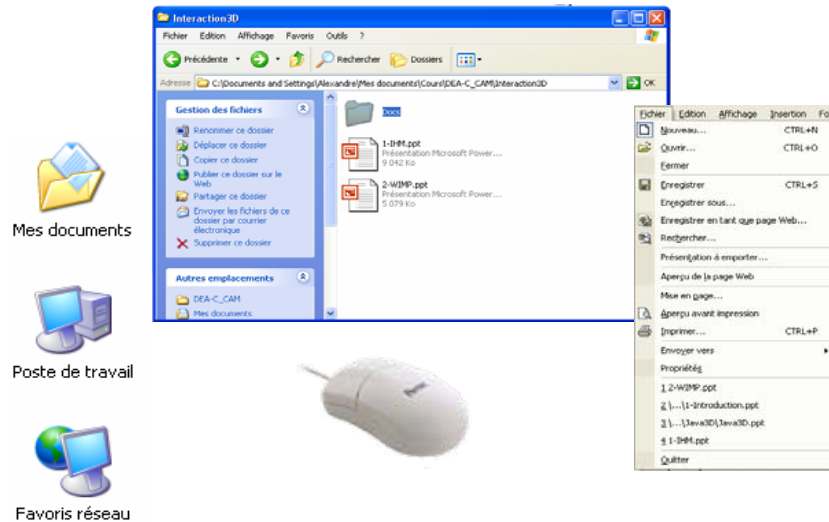 Interaction3D
Fichier Edition Affichage Favoris Outils ?
Précédente Rechercher Dossiers
Adresse C:\Documents and Settings\Alexandre\Mes documents\Cours\DEA-C_CAM\Interaction3D OK
Gestion des fichiers
Renommer ce dossier
Déplacer ce dossier
Copier ce dossier
Publier ce dossier sur le
Web
Partager ce dossier
Envoyer les fichiers de ce
dossier par courrier
électronique
Supprimer ce dossier
Autres emplacements
DEA-C_CAM
Mes documents
Docs
1-IHM.ppt
Présentation Microsoft Power...
9 042 Ko
2-WIMP.ppt
Présentation Microsoft Power...
5 079 Ko
Fichier Edition Affichage Insertion Fo
Nouveau... CTRL+N
Ouvrir... CTRL+O
Fermer
Enregistrer CTRL+S
Enregistrer sous...
Enregistrer en tant que page Web...
Rechercher...
Présentation à emporter...
Aperçu de la page Web
Mise en page...
Aperçu avant impression
Imprimer... CTRL+P
Envoyer vers
Propriétés
1 2-WIMP.ppt
2 \...\1-Introduction.ppt
3 \...\Java3D\Java3D.ppt
4 1-IHM.ppt
Quitter
Mes documents
Poste de travail
Favoris réseau